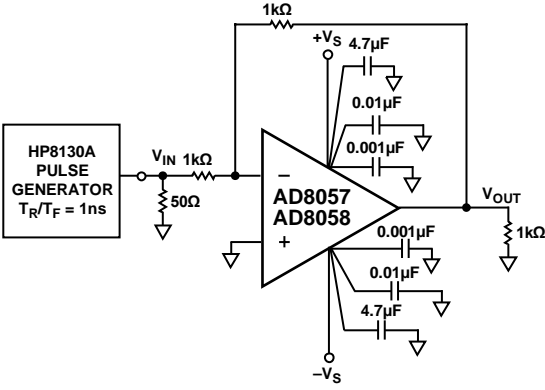 1kΩ
+VS
4.7µF
0.01µF
0.001µF
HP8130A
PULSE
GENERATOR
TR/TF = 1ns
VIN
1kΩ
50Ω
–
+
AD8057
AD8058
VOUT
1kΩ
0.001µF
0.01µF
4.7µF
–VS